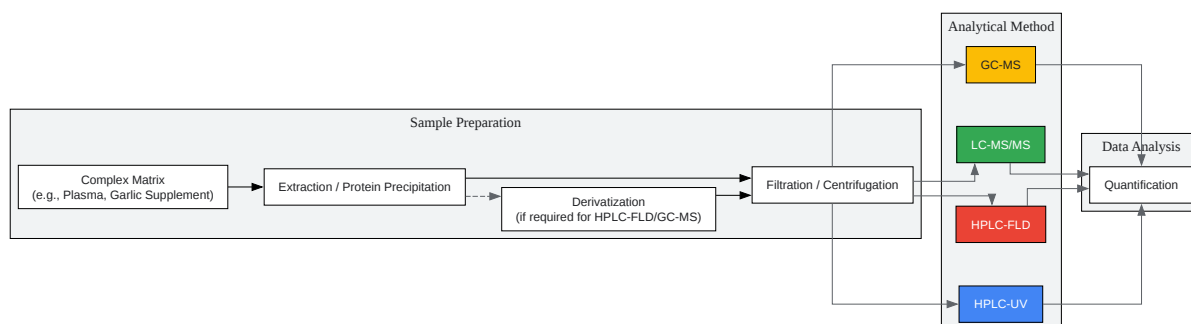 Analytical Method
GC-MS
Sample Preparation
LC-MS/MS
Data Analysis
Complex Matrix
(e.g., Plasma, Garlic Supplement)
Extraction / Protein Precipitation
Derivatization
(if required for HPLC-FLD/GC-MS)
Filtration / Centrifugation
Quantification
HPLC-FLD
HPLC-UV